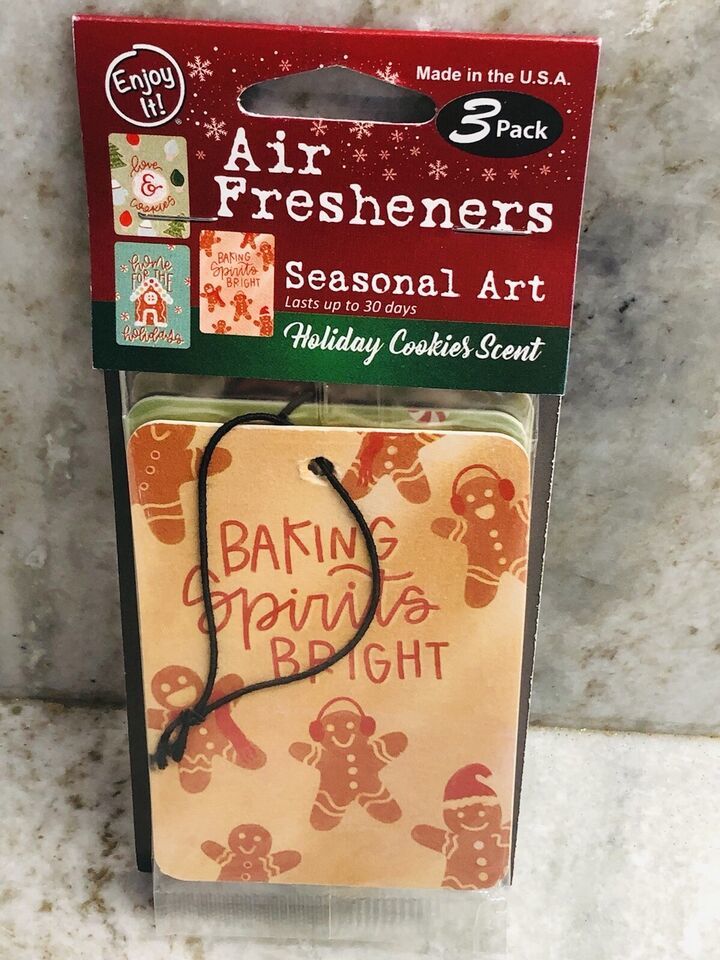 Enjoy
It!
Made in the U.S.A.
3 Pack
Air
Fresheners
Seasonal Art
Lasts up to 30 days
Holiday Cookies Scent
love
&
cookies
home
FOR THE
holidays
BAKING
Spirits
BRIGHT
BAKING
Spirits
BRIGHT